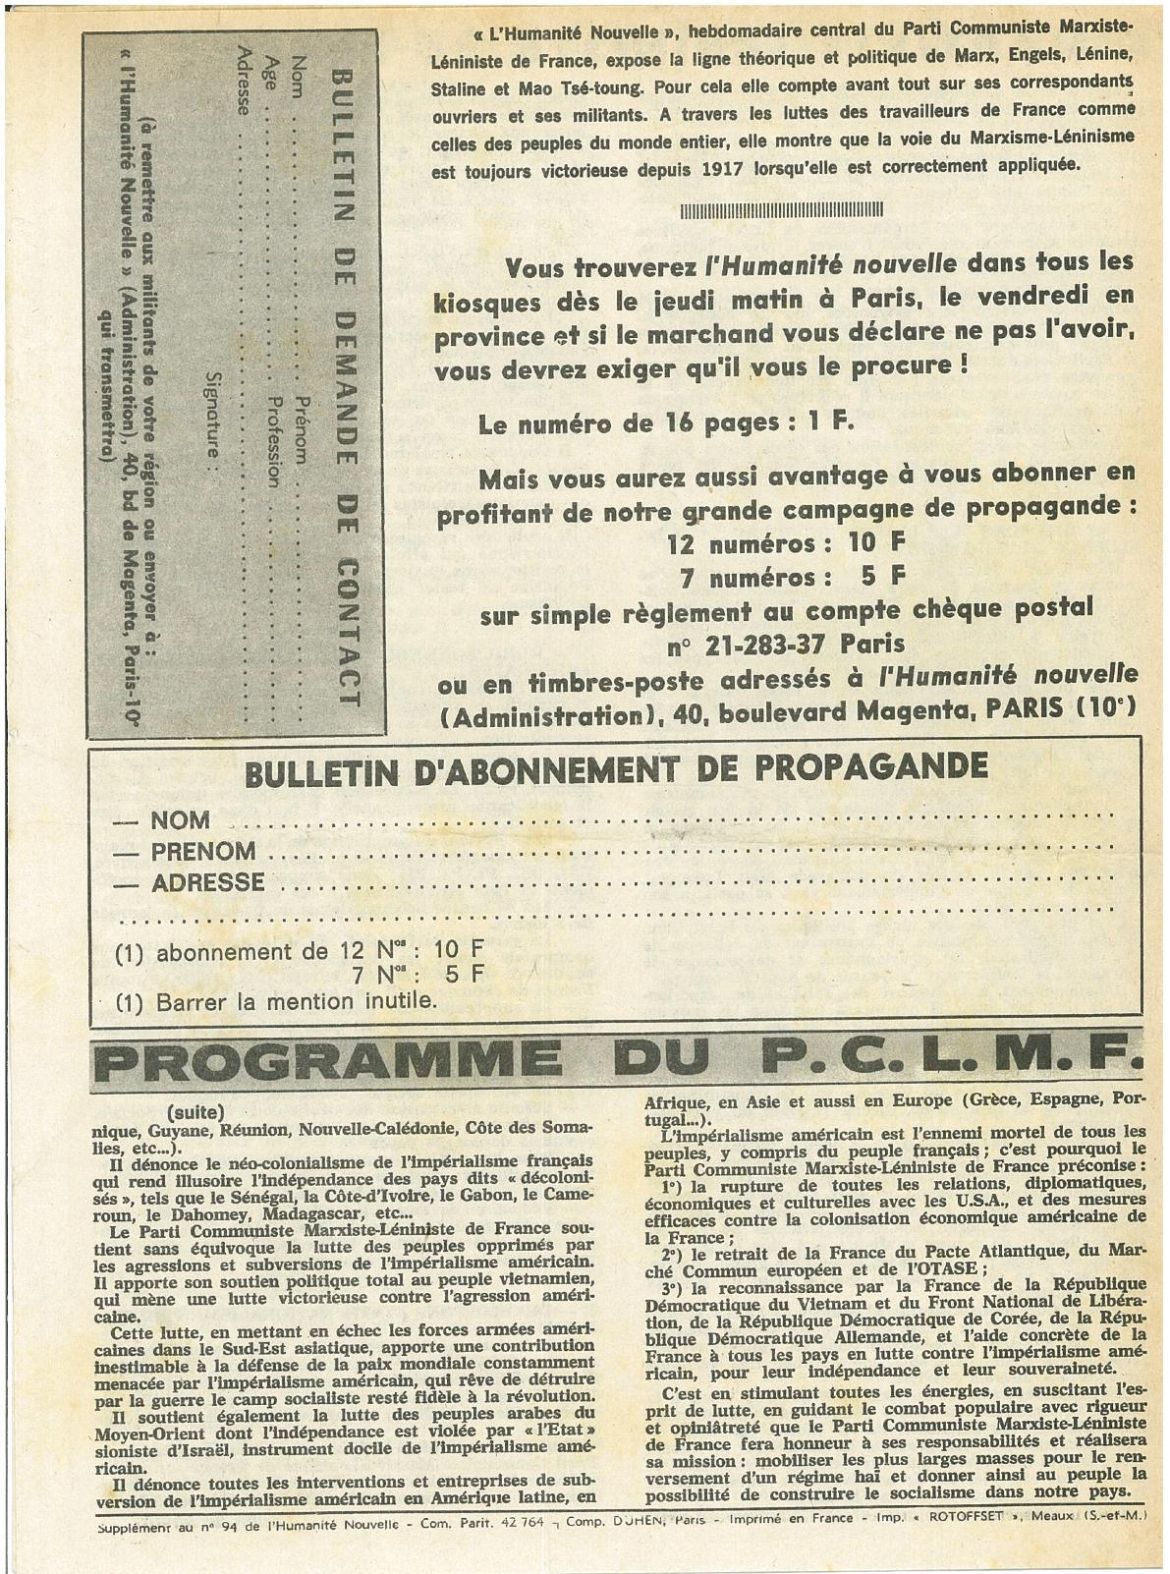 « L'Humanité Nouvelle », hebdomadaire central du Parti Communiste Marxiste-
Léniniste de France, expose la ligne théorique et politique de Marx, Engels, Lénine,
Staline et Mao Tsé-toung. Pour cela elle compte avant tout sur ses correspondants
ouvriers et ses militants. A travers les luttes des travailleurs de France comme
celles des peuples du monde entier, elle montre que la voie du Marxisme-Léninisme
est toujours victorieuse depuis 1917 lorsqu'elle est correctement appliquée.
Vous trouverez l'Humanité nouvelle dans tous les
kiosques dès le jeudi matin à Paris, le vendredi en
province et si le marchand vous déclare ne pas l'avoir,
vous devrez exiger qu'il vous le procure !
Le numéro de 16 pages : 1 F.
Mais vous aurez aussi avantage à vous abonner en
profitant de notre grande campagne de propagande :
12 numéros : 10 F
7 numéros : 5 F
sur simple règlement au compte chèque postal
n° 21-283-37 Paris
ou en timbres-poste adressés à l'Humanité nouvelle
(Administration), 40, boulevard Magenta, PARIS (10°)
BULLETIN DE DEMANDE DE CONTACT
Nom . . . . . . . . . . . . . . . . . . Prénom . . . . . . . . . . . . . . .
Age . . . . . . . . . . . . . . . . . . Profession . . . . . . . . . . . . . . .
Adresse . . . . . . . . . . . . . . . . . . . . . . . . . . . . . . . . . . . .
Signature :
(à remettre aux militants de votre région ou envoyer à :
« l'Humanité Nouvelle » (Administration), 40, bd de Magenta, Paris-10°
qui transmettra)
BULLETIN D'ABONNEMENT DE PROPAGANDE
— NOM . . . . . . . . . . . . . . . . . . . . . . . . . . . . . . . . . . . .
— PRENOM . . . . . . . . . . . . . . . . . . . . . . . . . . . . . . . . . .
— ADRESSE . . . . . . . . . . . . . . . . . . . . . . . . . . . . . . . . .
. . . . . . . . . . . . . . . . . . . . . . . . . . . . . . . . . . . . . . . .
(1) abonnement de 12 Nos : 10 F
7 Nos : 5 F
(1) Barrer la mention inutile.
PROGRAMME DU P.C.L.M.F.
(suite)
nique, Guyane, Réunion, Nouvelle-Calédonie, Côte des Soma-
lies, etc...).
Il dénonce le néo-colonialisme de l'impérialisme français
qui rend illusoire l'indépendance des pays dits « décoloni-
sés », tels que le Sénégal, la Côte-d'Ivoire, le Gabon, le Came-
roun, le Dahomey, Madagascar, etc...
Le Parti Communiste Marxiste-Léniniste de France sou-
tient sans équivoque la lutte des peuples opprimés par
les agressions et subversions de l'impérialisme américain.
Il apporte son soutien politique total au peuple vietnamien,
qui mène une lutte victorieuse contre l'agression améri-
caine.
Cette lutte, en mettant en échec les forces armées améri-
caines dans le Sud-Est asiatique, apporte une contribution
inestimable à la défense de la paix mondiale constamment
menacée par l'impérialisme américain, qui rêve de détruire
par la guerre le camp socialiste resté fidèle à la révolution.
Il soutient également la lutte des peuples arabes du
Moyen-Orient dont l'indépendance est violée par « l'Etat »
sioniste d'Israël, instrument docile de l'impérialisme amé-
ricain.
Il dénonce toutes les interventions et entreprises de sub-
version de l'impérialisme américain en Amérique latine, en
Afrique, en Asie et aussi en Europe (Grèce, Espagne, Por-
tugal...).
L'impérialisme américain est l'ennemi mortel de tous les
peuples, y compris du peuple français ; c'est pourquoi le
Parti Communiste Marxiste-Léniniste de France préconise :
1°) la rupture de toutes les relations, diplomatiques,
économiques et culturelles avec les U.S.A., et des mesures
efficaces contre la colonisation économique américaine de
la France ;
2°) le retrait de la France du Pacte Atlantique, du Mar-
ché Commun européen et de l'OTASE ;
3°) la reconnaissance par la France de la République
Démocratique du Vietnam et du Front National de Libéra-
tion, de la République Démocratique de Corée, de la Répu-
blique Démocratique Allemande, et l'aide concrète de la
France à tous les pays en lutte contre l'impérialisme amé-
ricain, pour leur indépendance et leur souveraineté.
C'est en stimulant toutes les énergies, en suscitant l'es-
prit de lutte, en guidant le combat populaire avec rigueur
et opiniâtreté que le Parti Communiste Marxiste-Léniniste
de France fera honneur à ses responsabilités et réalisera
sa mission : mobiliser les plus larges masses pour le ren-
versement d'un régime haï et donner ainsi au peuple la
possibilité de construire le socialisme dans notre pays.
Supplément au n° 94 de l'Humanité Nouvelle - Com. Parit. 42 764 - Comp. DUHEN, Paris - Imprimé en France - Imp. « ROTOFFSET », Meaux (S.-et-M.)